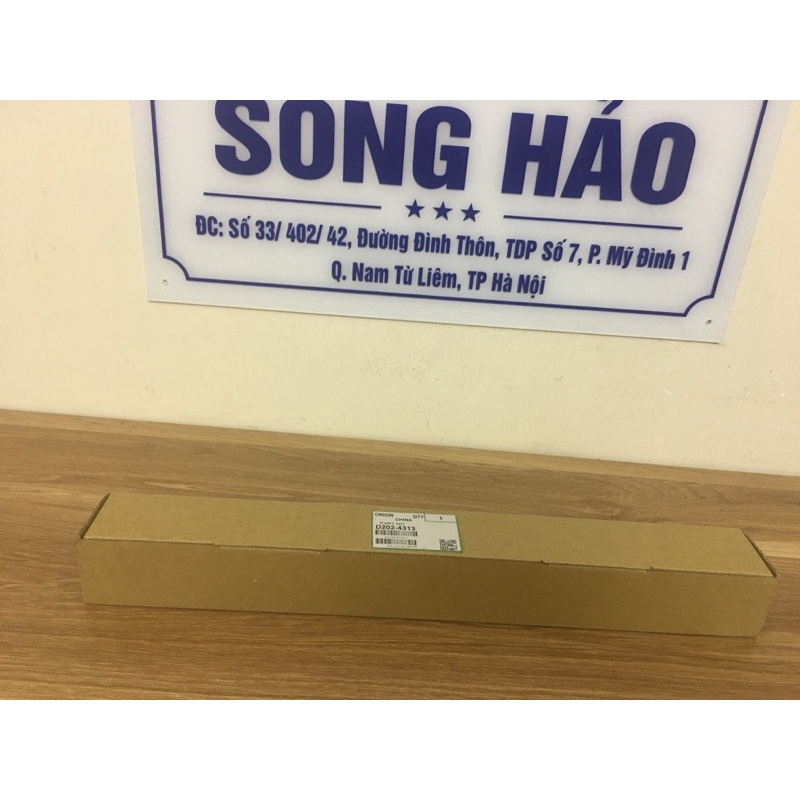 SONG HẢO
ĐC: Số 33/ 402/ 42, Đường Đình Thôn, TDP Số 7, P. Mỹ Đình 1
Q. Nam Từ Liêm, TP Hà Nội
ORIGIN QTY 1
CHINA
D202-4313